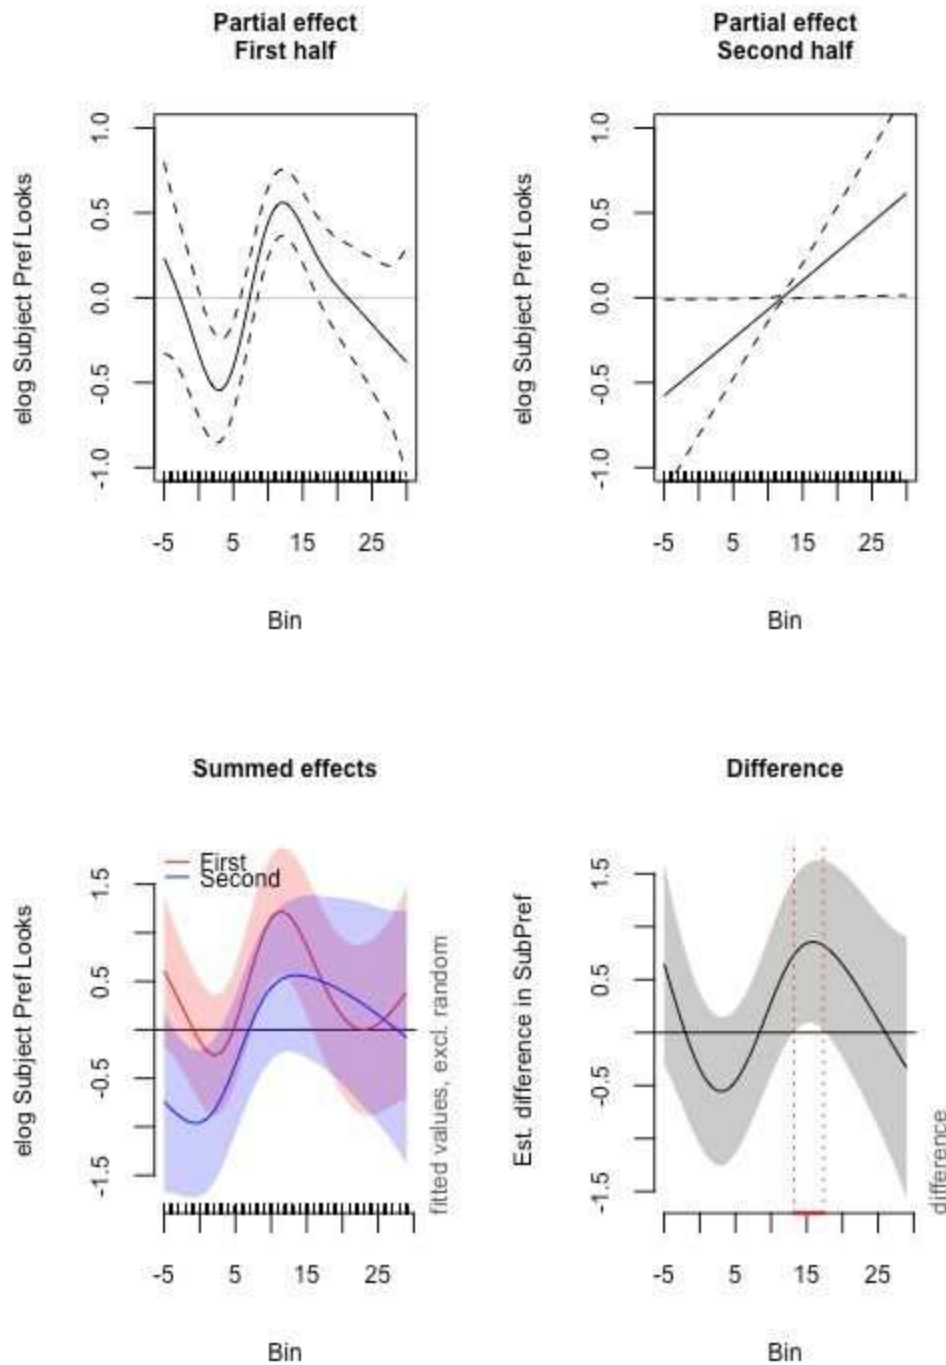 Partial effect
First half
Partial effect
Second half
elog Subject Pref Looks
1.0
0.5
0.0
-0.5
-1.0
-5 5 15 25
Bin
elog Subject Pref Looks
1.0
0.5
0.0
-0.5
-1.0
-5 5 15 25
Bin
Summed effects
Difference
elog Subject Pref Looks
1.5
0.5
-0.5
-1.5
First
Second
fitted values, excl. random
-5 5 15 25
Bin
Est. difference in SubPref
1.5
0.5
-0.5
-1.5
difference
-5 5 15 25
Bin